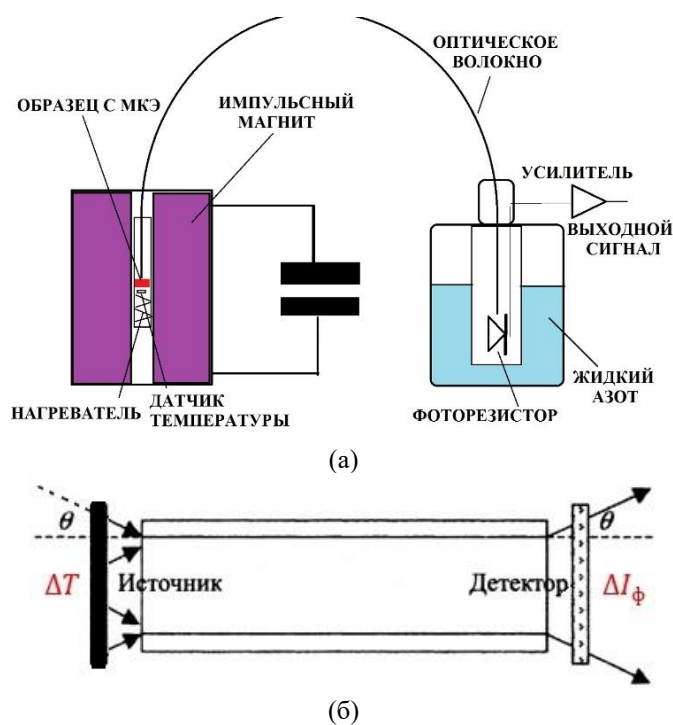 ОПТИЧЕСКОЕ
ВОЛОКНО
ОБРАЗЕЦ С МКЭ
ИМПУЛЬСНЫЙ
МАГНИТ
УСИЛИТЕЛЬ
ВЫХОДНОЙ
СИГНАЛ
НАГРЕВАТЕЛЬ
ДАТЧИК
ТЕМПЕРАТУРЫ
ФОТОРЕЗИСТОР
ЖИДКИЙ
АЗОТ
(а)
θ
θ
ΔT
Источник
Детектор
ΔIф
(б)